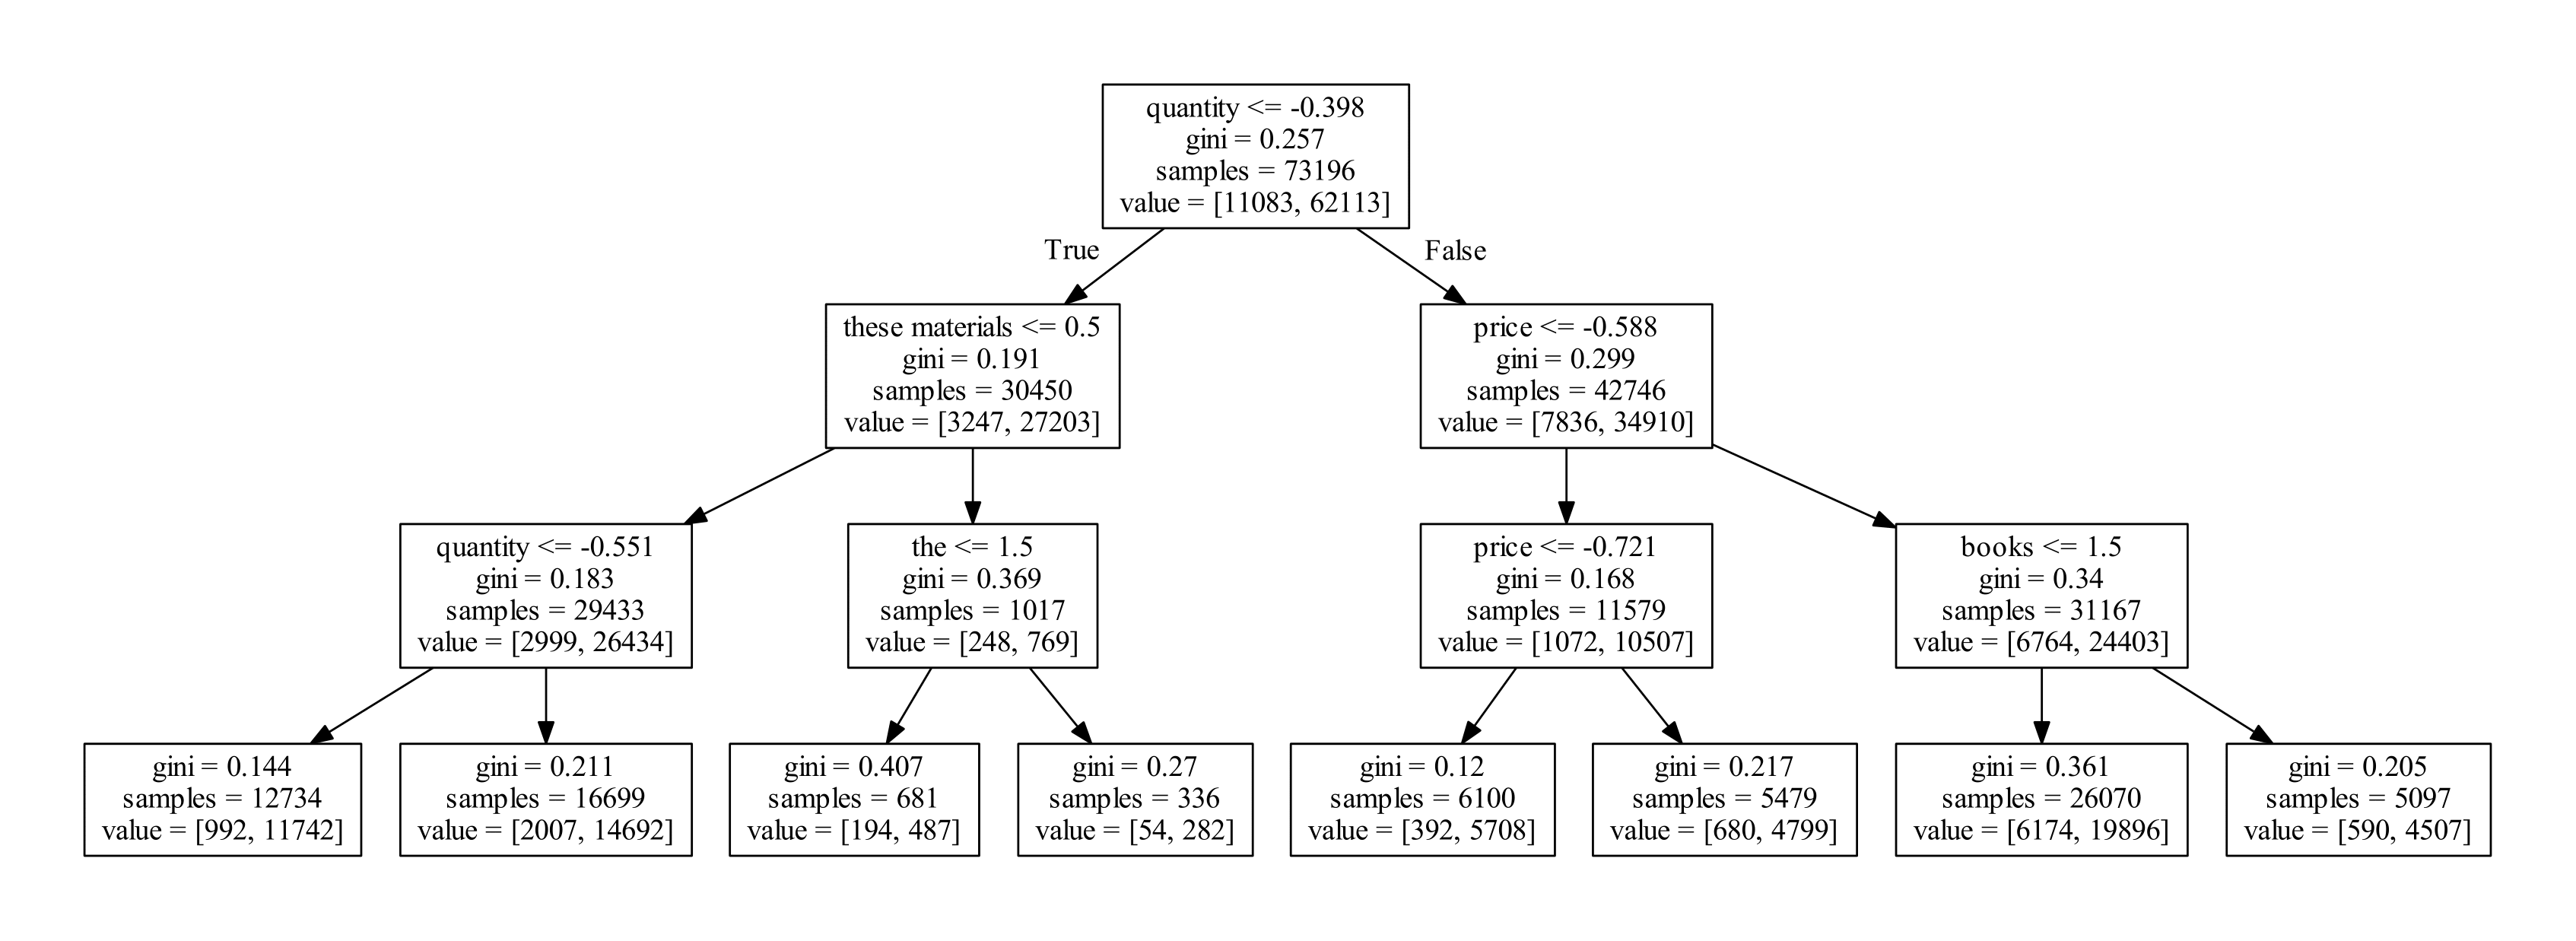 quantity <= -0.398
gini = 0.257
samples = 73196
value = [11083, 62113]
True
False
these materials <= 0.5
gini = 0.191
samples = 30450
value = [3247, 27203]
price <= -0.588
gini = 0.299
samples = 42746
value = [7836, 34910]
quantity <= -0.551
gini = 0.183
samples = 29433
value = [2999, 26434]
the <= 1.5
gini = 0.369
samples = 1017
value = [248, 769]
price <= -0.721
gini = 0.168
samples = 11579
value = [1072, 10507]
books <= 1.5
gini = 0.34
samples = 31167
value = [6764, 24403]
gini = 0.144
samples = 12734
value = [992, 11742]
gini = 0.211
samples = 16699
value = [2007, 14692]
gini = 0.407
samples = 681
value = [194, 487]
gini = 0.27
samples = 336
value = [54, 282]
gini = 0.12
samples = 6100
value = [392, 5708]
gini = 0.217
samples = 5479
value = [680, 4799]
gini = 0.361
samples = 26070
value = [6174, 19896]
gini = 0.205
samples = 5097
value = [590, 4507]